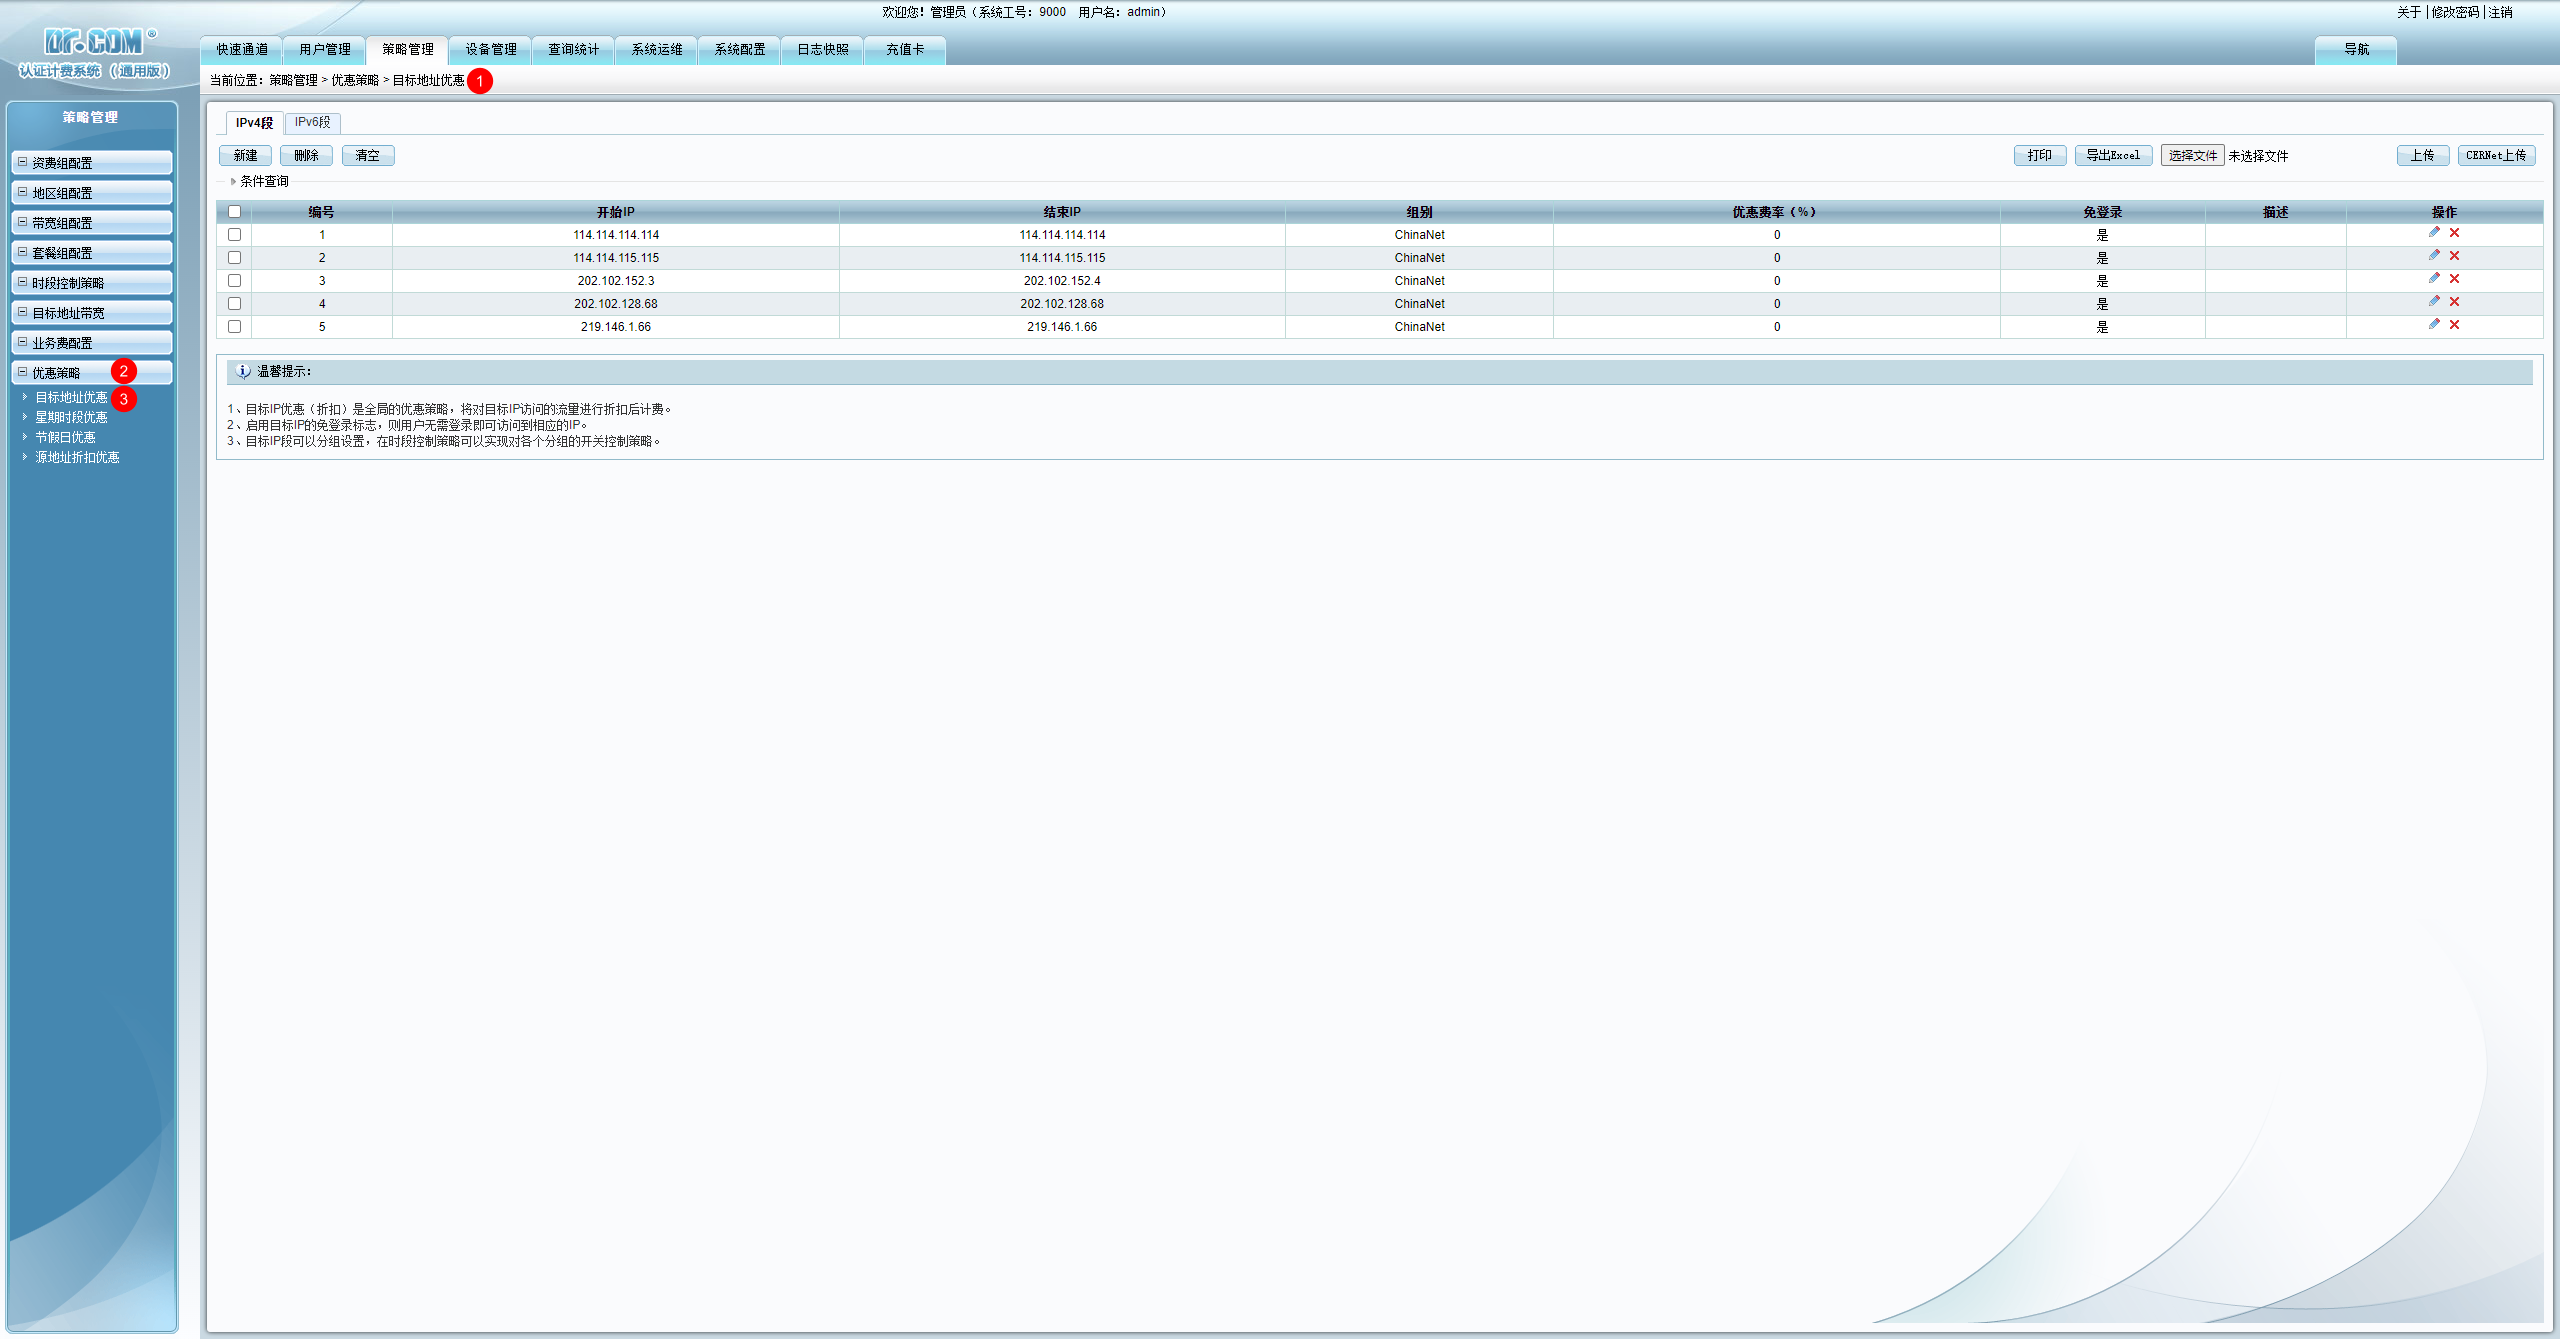 欢迎您！管理员（系统工号：9000 用户名：admin）
关于 | 修改密码 | 注销
Dr.COM®
认证计费系统（通用版）
快速通道 用户管理 策略管理 设备管理 查询统计 系统运维 系统配置 日志快照 充值卡 导航
当前位置：策略管理 > 优惠策略 > 目标地址优惠 1
策略管理
资费组配置
地区组配置
带宽组配置
套餐组配置
时段控制策略
目标地址带宽
业务费配置
优惠策略 2
目标地址优惠 3
星期时段优惠
节假日优惠
源地址折扣优惠
IPv4段 IPv6段
新建 删除 清空 打印 导出Excel 选择文件 未选择文件 上传 CERNet上传
条件查询
编号 开始IP 结束IP 组别 优惠费率（%） 免登录 描述 操作
1 114.114.114.114 114.114.114.114 ChinaNet 0 是
2 114.114.115.115 114.114.115.115 ChinaNet 0 是
3 202.102.152.3 202.102.152.4 ChinaNet 0 是
4 202.102.128.68 202.102.128.68 ChinaNet 0 是
5 219.146.1.66 219.146.1.66 ChinaNet 0 是
温馨提示：
1、目标IP优惠（折扣）是全局的优惠策略，将对目标IP访问的流量进行折扣后计费。
2、启用目标IP的免登录标志，则用户无需登录即可访问到相应的IP。
3、目标IP段可以分组设置，在时段控制策略可以实现对各个分组的开关控制策略。